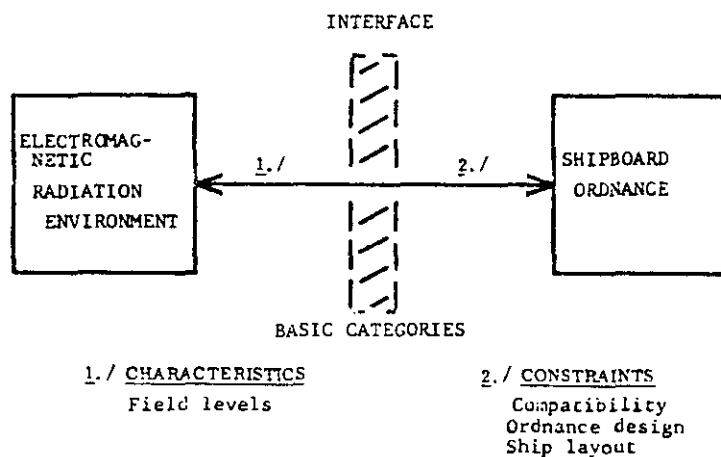 INTERFACE
ELECTROMAG-
NETIC
RADIATION
ENVIRONMENT
1./
2./
SHIPBOARD
ORDNANCE
BASIC CATEGORIES
1./ CHARACTERISTICS
Field levels
2./ CONSTRAINTS
Compatibility
Ordnance design
Ship layout